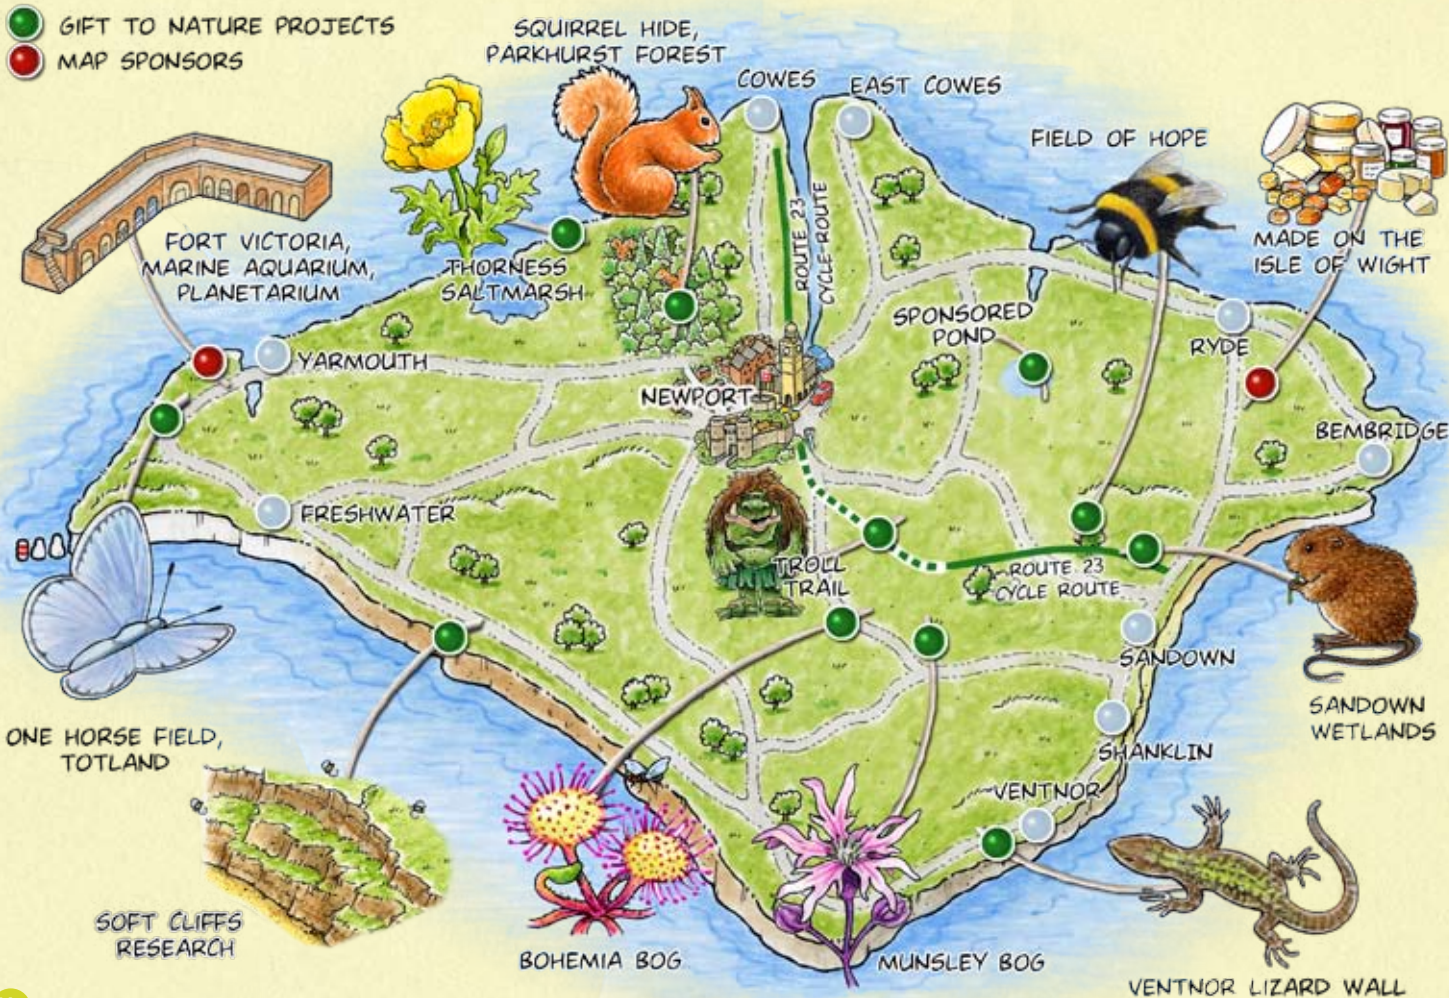 GIFT TO NATURE PROJECTS
MAP SPONSORS
SQUIRREL HIDE,
PARKHURST FOREST
COWES
EAST COWES
FIELD OF HOPE
MADE ON THE
ISLE OF WIGHT
FORT VICTORIA,
MARINE AQUARIUM,
PLANETARIUM
THORNESS
SALTMARSH
ROUTE 23
CYCLE ROUTE
SPONSORED
POND
RYDE
YARMOUTH
NEWPORT
BEMBRIDGE
FRESHWATER
TROLL
TRAIL
ROUTE 23
CYCLE ROUTE
SANDOWN
SANDOWN
WETLANDS
ONE HORSE FIELD,
TOTLAND
SHANKLIN
VENTNOR
SOFT CLIFFS
RESEARCH
BOHEMIA BOG
MUNSLEY BOG
VENTNOR LIZARD WALL